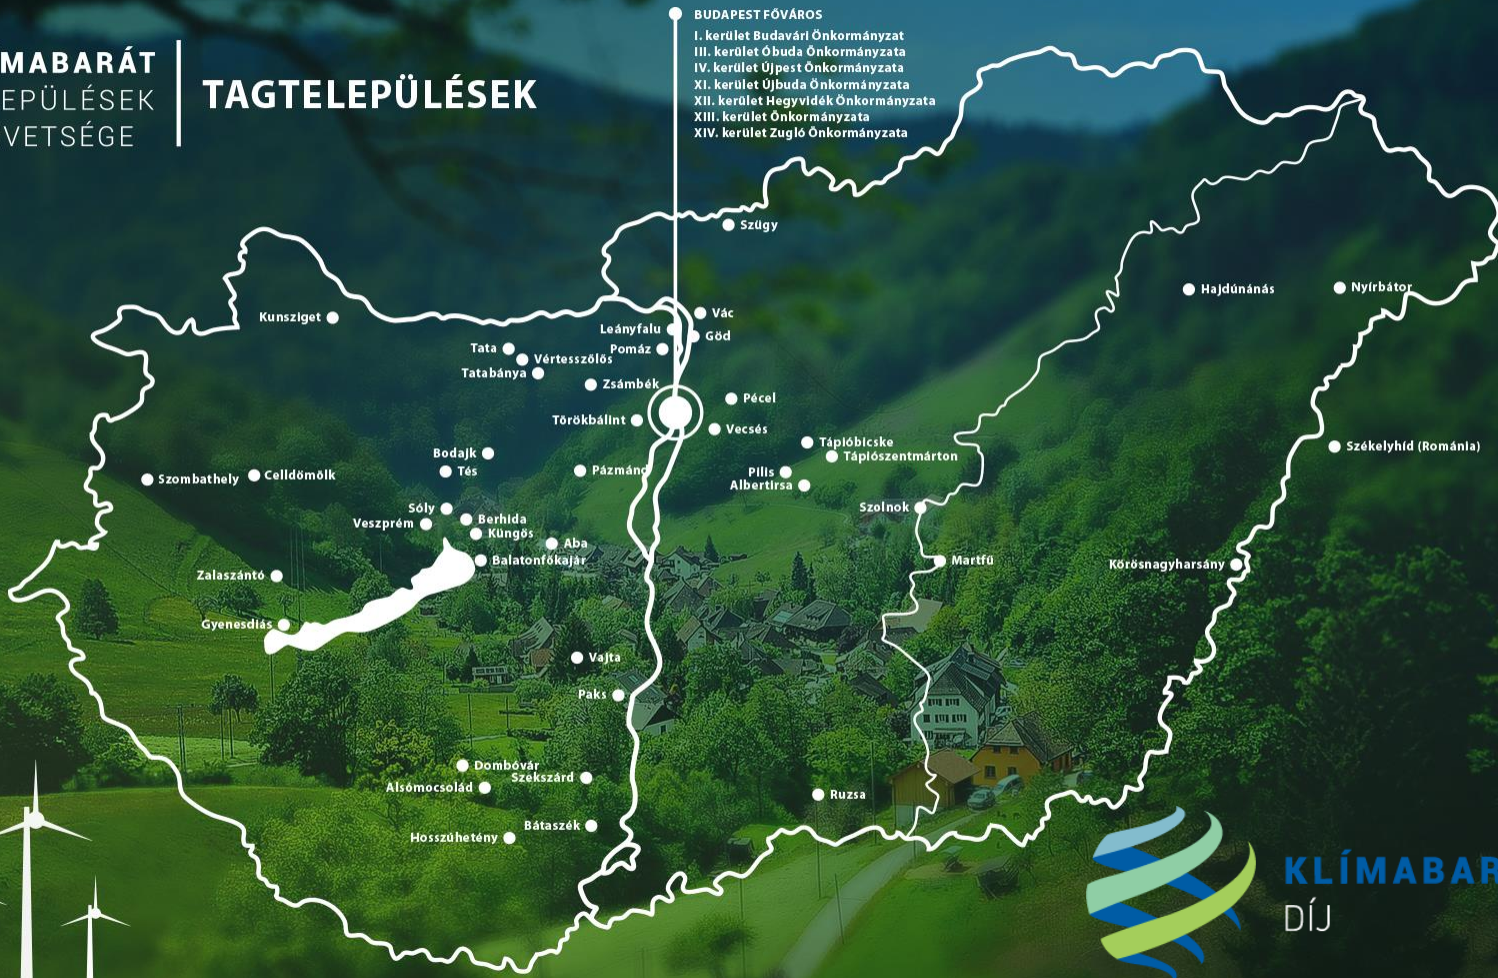 MABARÁT
EPÜLÉSEK
VETSÉGE
TAGTELEPÜLÉSEK
BUDAPEST FŐVÁROS
I. kerület Budavári Önkormányzat
III. kerület Óbuda Önkormányzata
IV. kerület Újpest Önkormányzata
XI. kerület Újbuda Önkormányzata
XII. kerület Hegyvidék Önkormányzata
XIII. kerület Önkormányzata
XIV. kerület Zugló Önkormányzata
Szügy
Hajdúnánás
Nyírbátor
Kunsziget
Vác
Leányfalu
Göd
Tata
Pomáz
Vértesszőlős
Tatabánya
Zsámbék
Pécel
Törökbálint
Vecsés
Tápióbicske
Székelyhíd (Románia)
Bodajk
Tápiószentmárton
Tés
Pázmánd
Pilis
Szombathely
Celldömölk
Albertirsa
Sóly
Szolnok
Veszprém
Berhida
Küngös
Aba
Balatonfőkajár
Martfű
Körösnagyharsány
Zalaszántó
Gyenesdiás
Vajta
Paks
Dombóvár
Szekszárd
Alsómocsolád
Ruzsa
Bátaszék
Hosszúhetény
KLÍMABAR
DÍJ